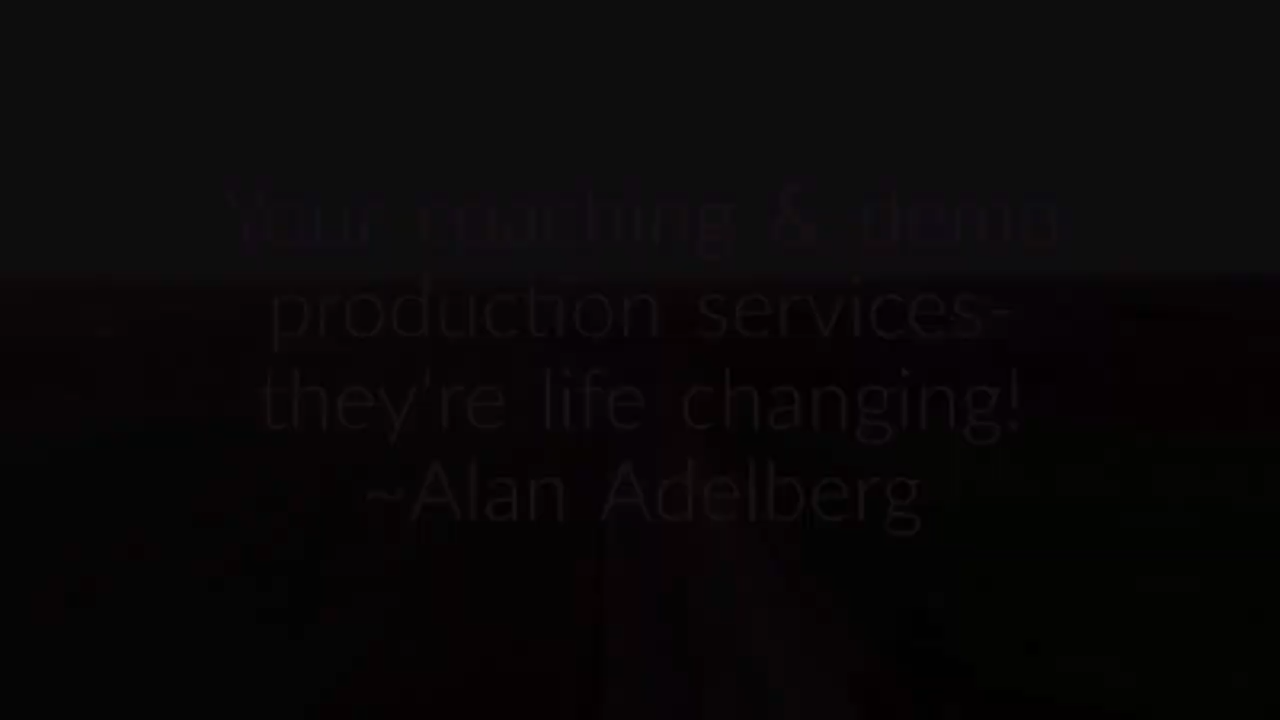 Your coaching & demo
production services-
they're life changing!
~Alan Adelberg